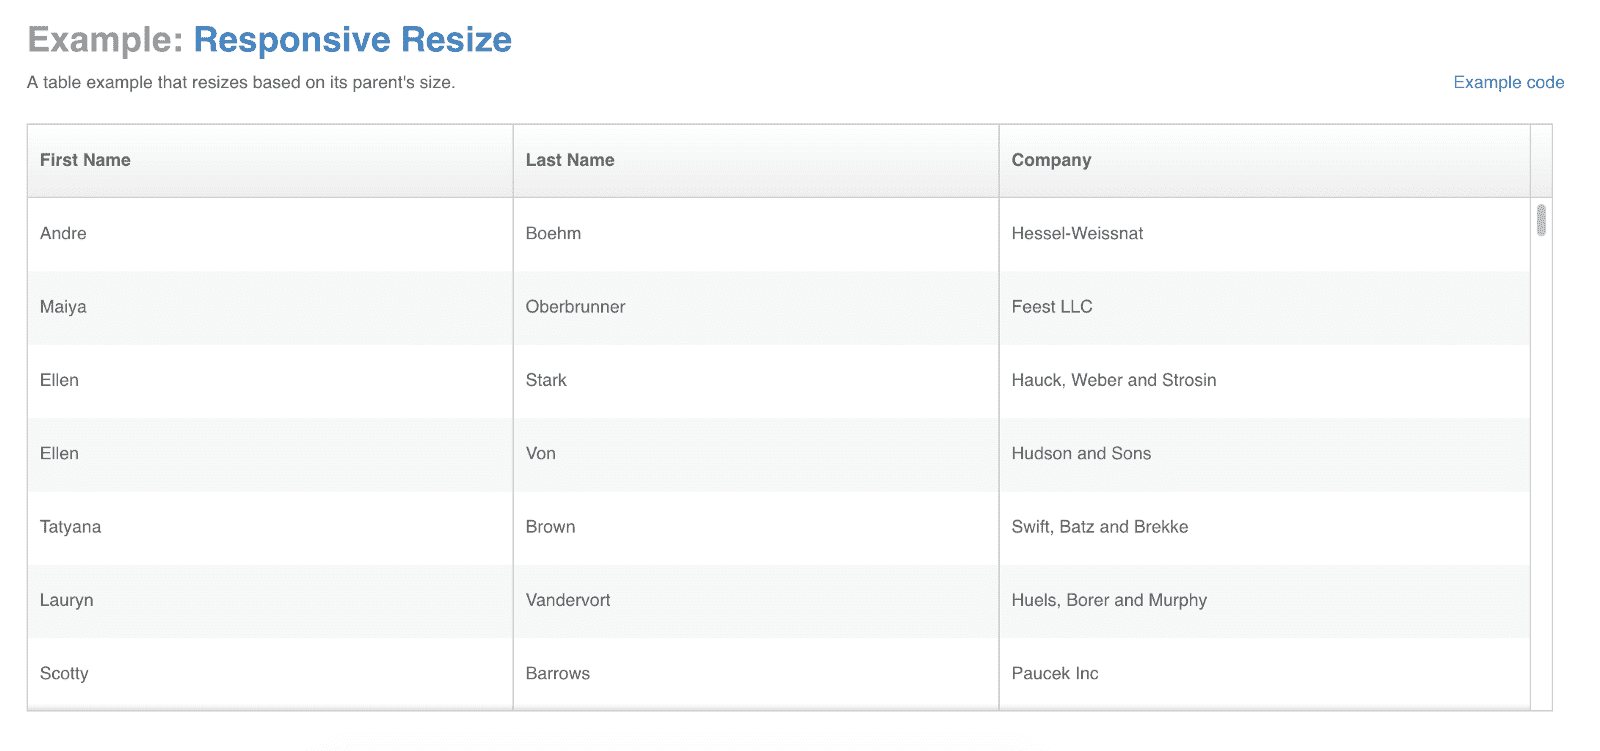 Example: Responsive Resize
A table example that resizes based on its parent's size.
Example code
First Name Last Name Company
Andre Boehm Hessel-Weissnat
Maiya Oberbrunner Feest LLC
Ellen Stark Hauck, Weber and Strosin
Ellen Von Hudson and Sons
Tatyana Brown Swift, Batz and Brekke
Lauryn Vandervort Huels, Borer and Murphy
Scotty Barrows Paucek Inc